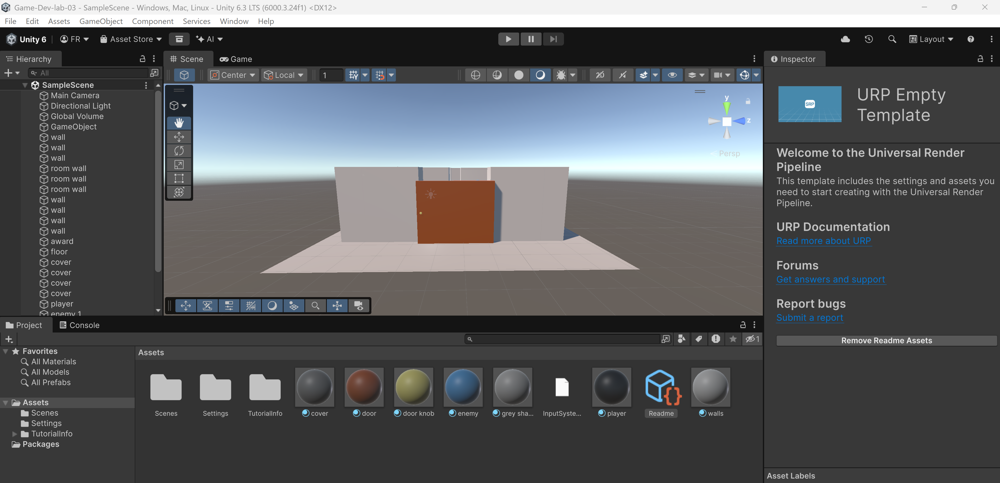 Game-Dev-lab-03 - SampleScene - Windows, Mac, Linux - Unity 6.3 LTS (6000.3.24f1) <DX12>
File Edit Assets GameObject Component Services Window Help
Unity 6 FR Asset Store AI Layout
Hierarchy
Scene Game
Inspector
All
Center Local 1 2D
SampleScene
Main Camera
Directional Light
Global Volume
GameObject
wall
wall
wall
room wall
room wall
room wall
wall
wall
wall
wall
award
floor
cover
cover
cover
cover
player
enemy 1
y
z
Persp
SRP
URP Empty
Template
Welcome to the Universal Render
Pipeline
This template includes the settings and assets you
need to start creating with the Universal Render
Pipeline.
URP Documentation
Read more about URP
Forums
Get answers and support
Report bugs
Submit a report
Remove Readme Assets
Project Console
1
Favorites
All Materials
All Models
All Prefabs
Assets
Scenes
Settings
TutorialInfo
Packages
Assets
Scenes Settings TutorialInfo cover door door knob enemy grey sha... InputSyste... player Readme walls
Asset Labels